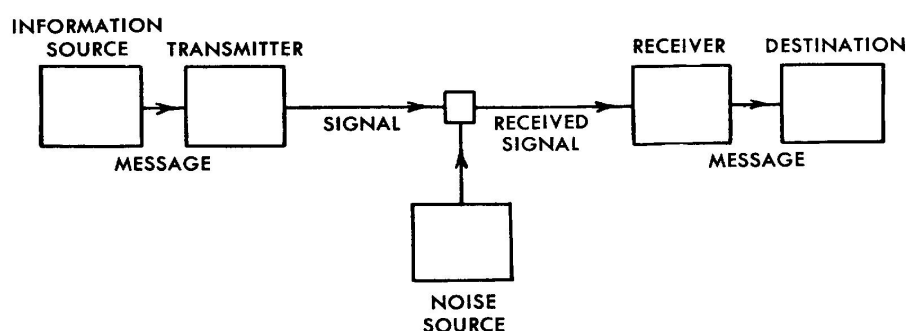 INFORMATION
SOURCE
TRANSMITTER
RECEIVER
DESTINATION
SIGNAL
RECEIVED
SIGNAL
MESSAGE
MESSAGE
NOISE
SOURCE